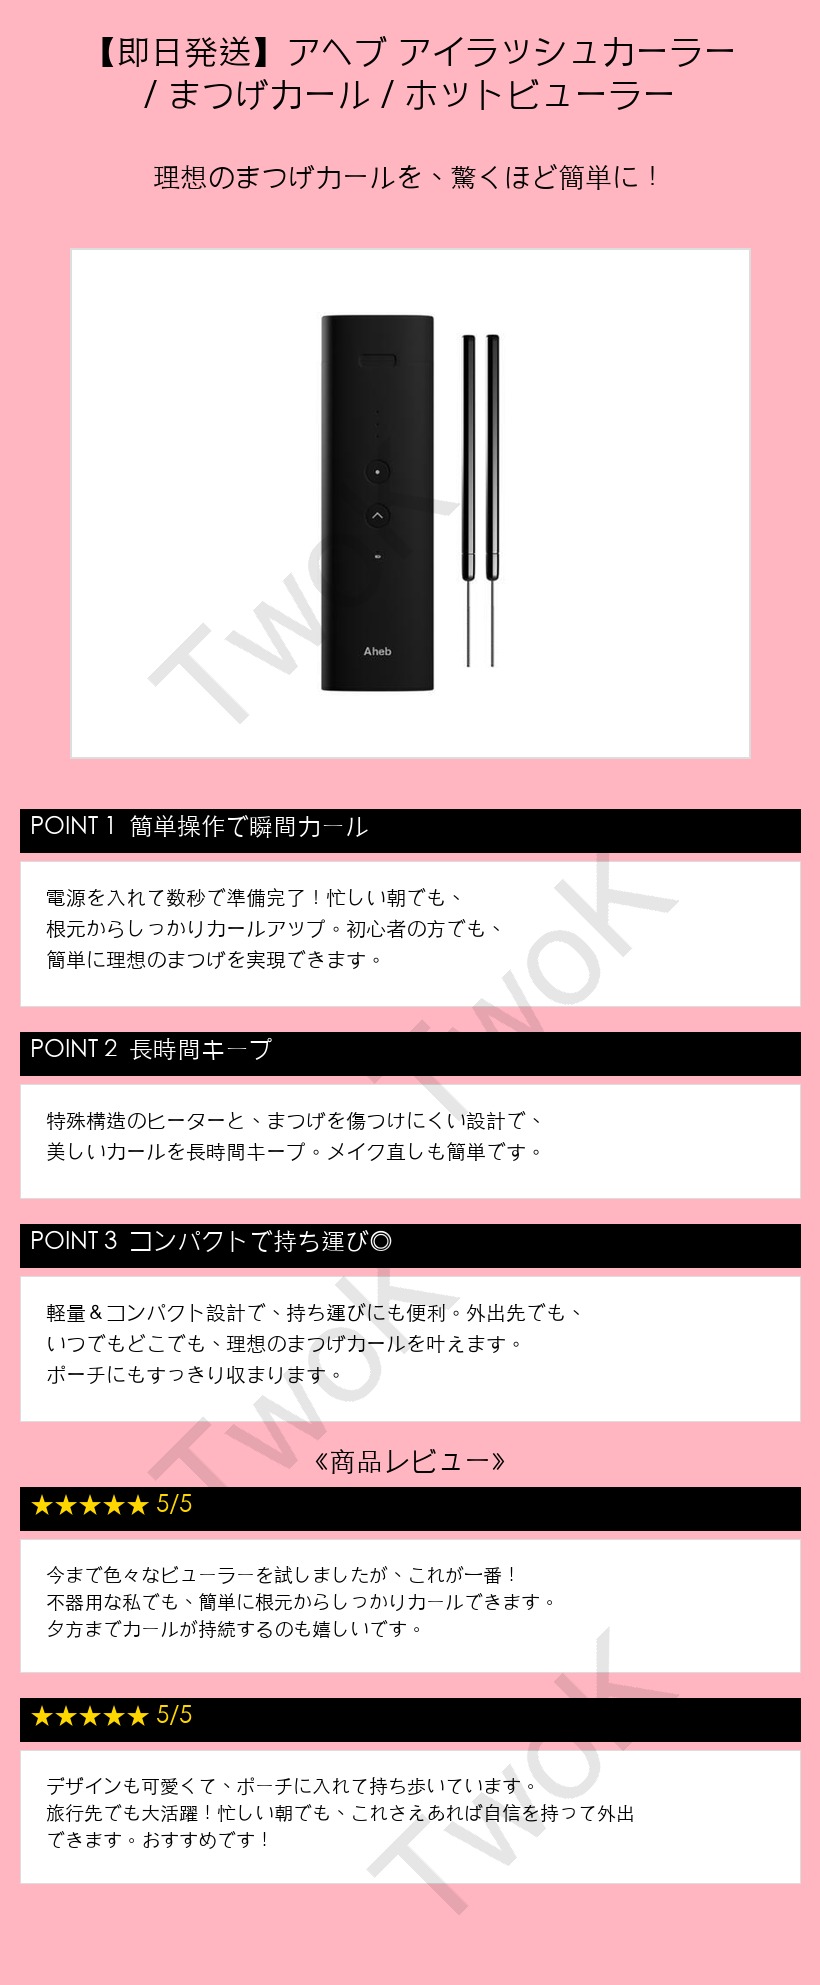 【即日発送】アヘブ アイラッシュカーラー
/ まつげカール / ホットビューラー
理想のまつげカールを、驚くほど簡単に！
Aheb
TwoK
POINT 1 簡単操作で瞬間カール
電源を入れて数秒で準備完了！忙しい朝でも、
根元からしっかりカールアップ。初心者の方でも、
簡単に理想のまつげを実現できます。
TwoK
POINT 2 長時間キープ
特殊構造のヒーターと、まつげを傷つけにくい設計で、
美しいカールを長時間キープ。メイク直しも簡単です。
POINT 3 コンパクトで持ち運び◎
軽量＆コンパクト設計で、持ち運びにも便利。外出先でも、
いつでもどこでも、理想のまつげカールを叶えます。
ポーチにもすっきり収まります。
TwoK
《商品レビュー》
★★★★★ 5/5
今まで色々なビューラーを試しましたが、これが一番！
不器用な私でも、簡単に根元からしっかりカールできます。
夕方までカールが持続するのも嬉しいです。
★★★★★ 5/5
デザインも可愛くて、ポーチに入れて持ち歩いています。
旅行先でも大活躍！忙しい朝でも、これさえあれば自信を持って外出
できます。おすすめです！
TwoK